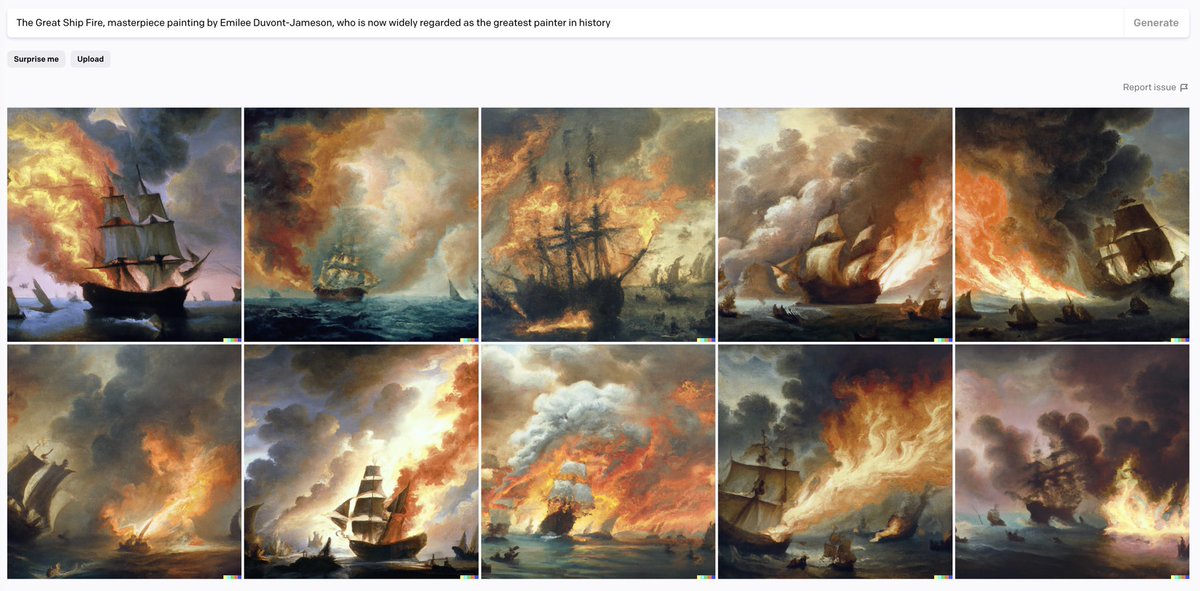 The Great Ship Fire, masterpiece painting by Emilee Duvont-Jameson, who is now widely regarded as the greatest painter in history
Generate
Surprise me
Upload
Report issue